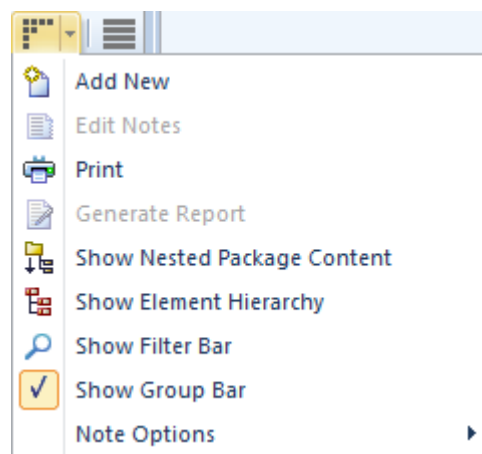 Add New
Edit Notes
Print
Generate Report
Show Nested Package Content
Show Element Hierarchy
Show Filter Bar
Show Group Bar
Note Options